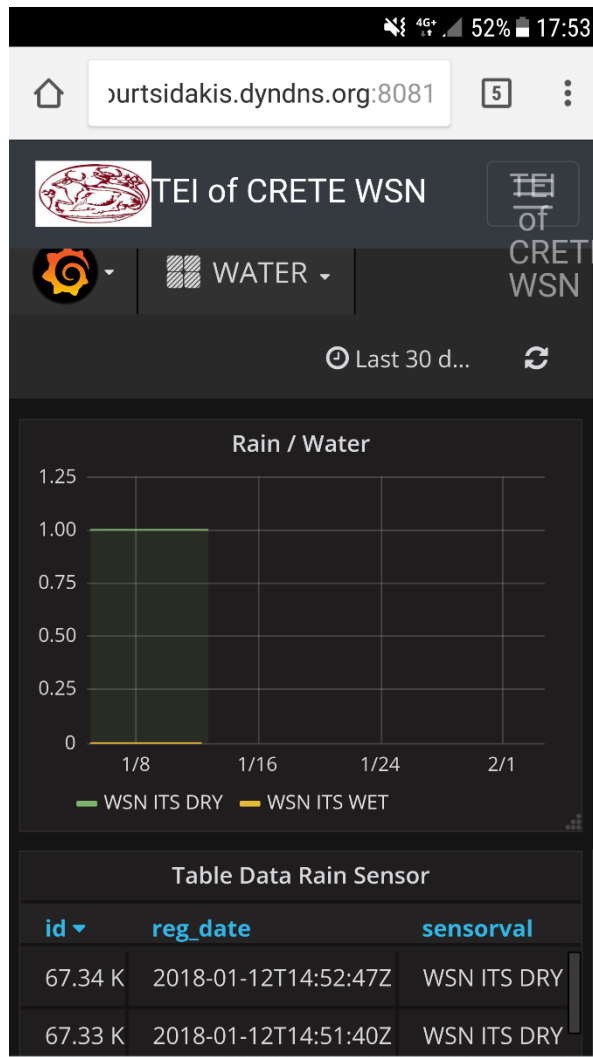 4G+ 52% 17:53
ourtsidakis.dyndns.org:8081 5
TEI of CRETE WSN
TEI
of
CRETE
WSN
WATER
Last 30 d...
Rain / Water
1.25
1.00
0.75
0.50
0.25
0
1/8 1/16 1/24 2/1
WSN ITS DRY WSN ITS WET
Table Data Rain Sensor
id reg_date sensorval
67.34 K 2018-01-12T14:52:47Z WSN ITS DRY
67.33 K 2018-01-12T14:51:40Z WSN ITS DRY